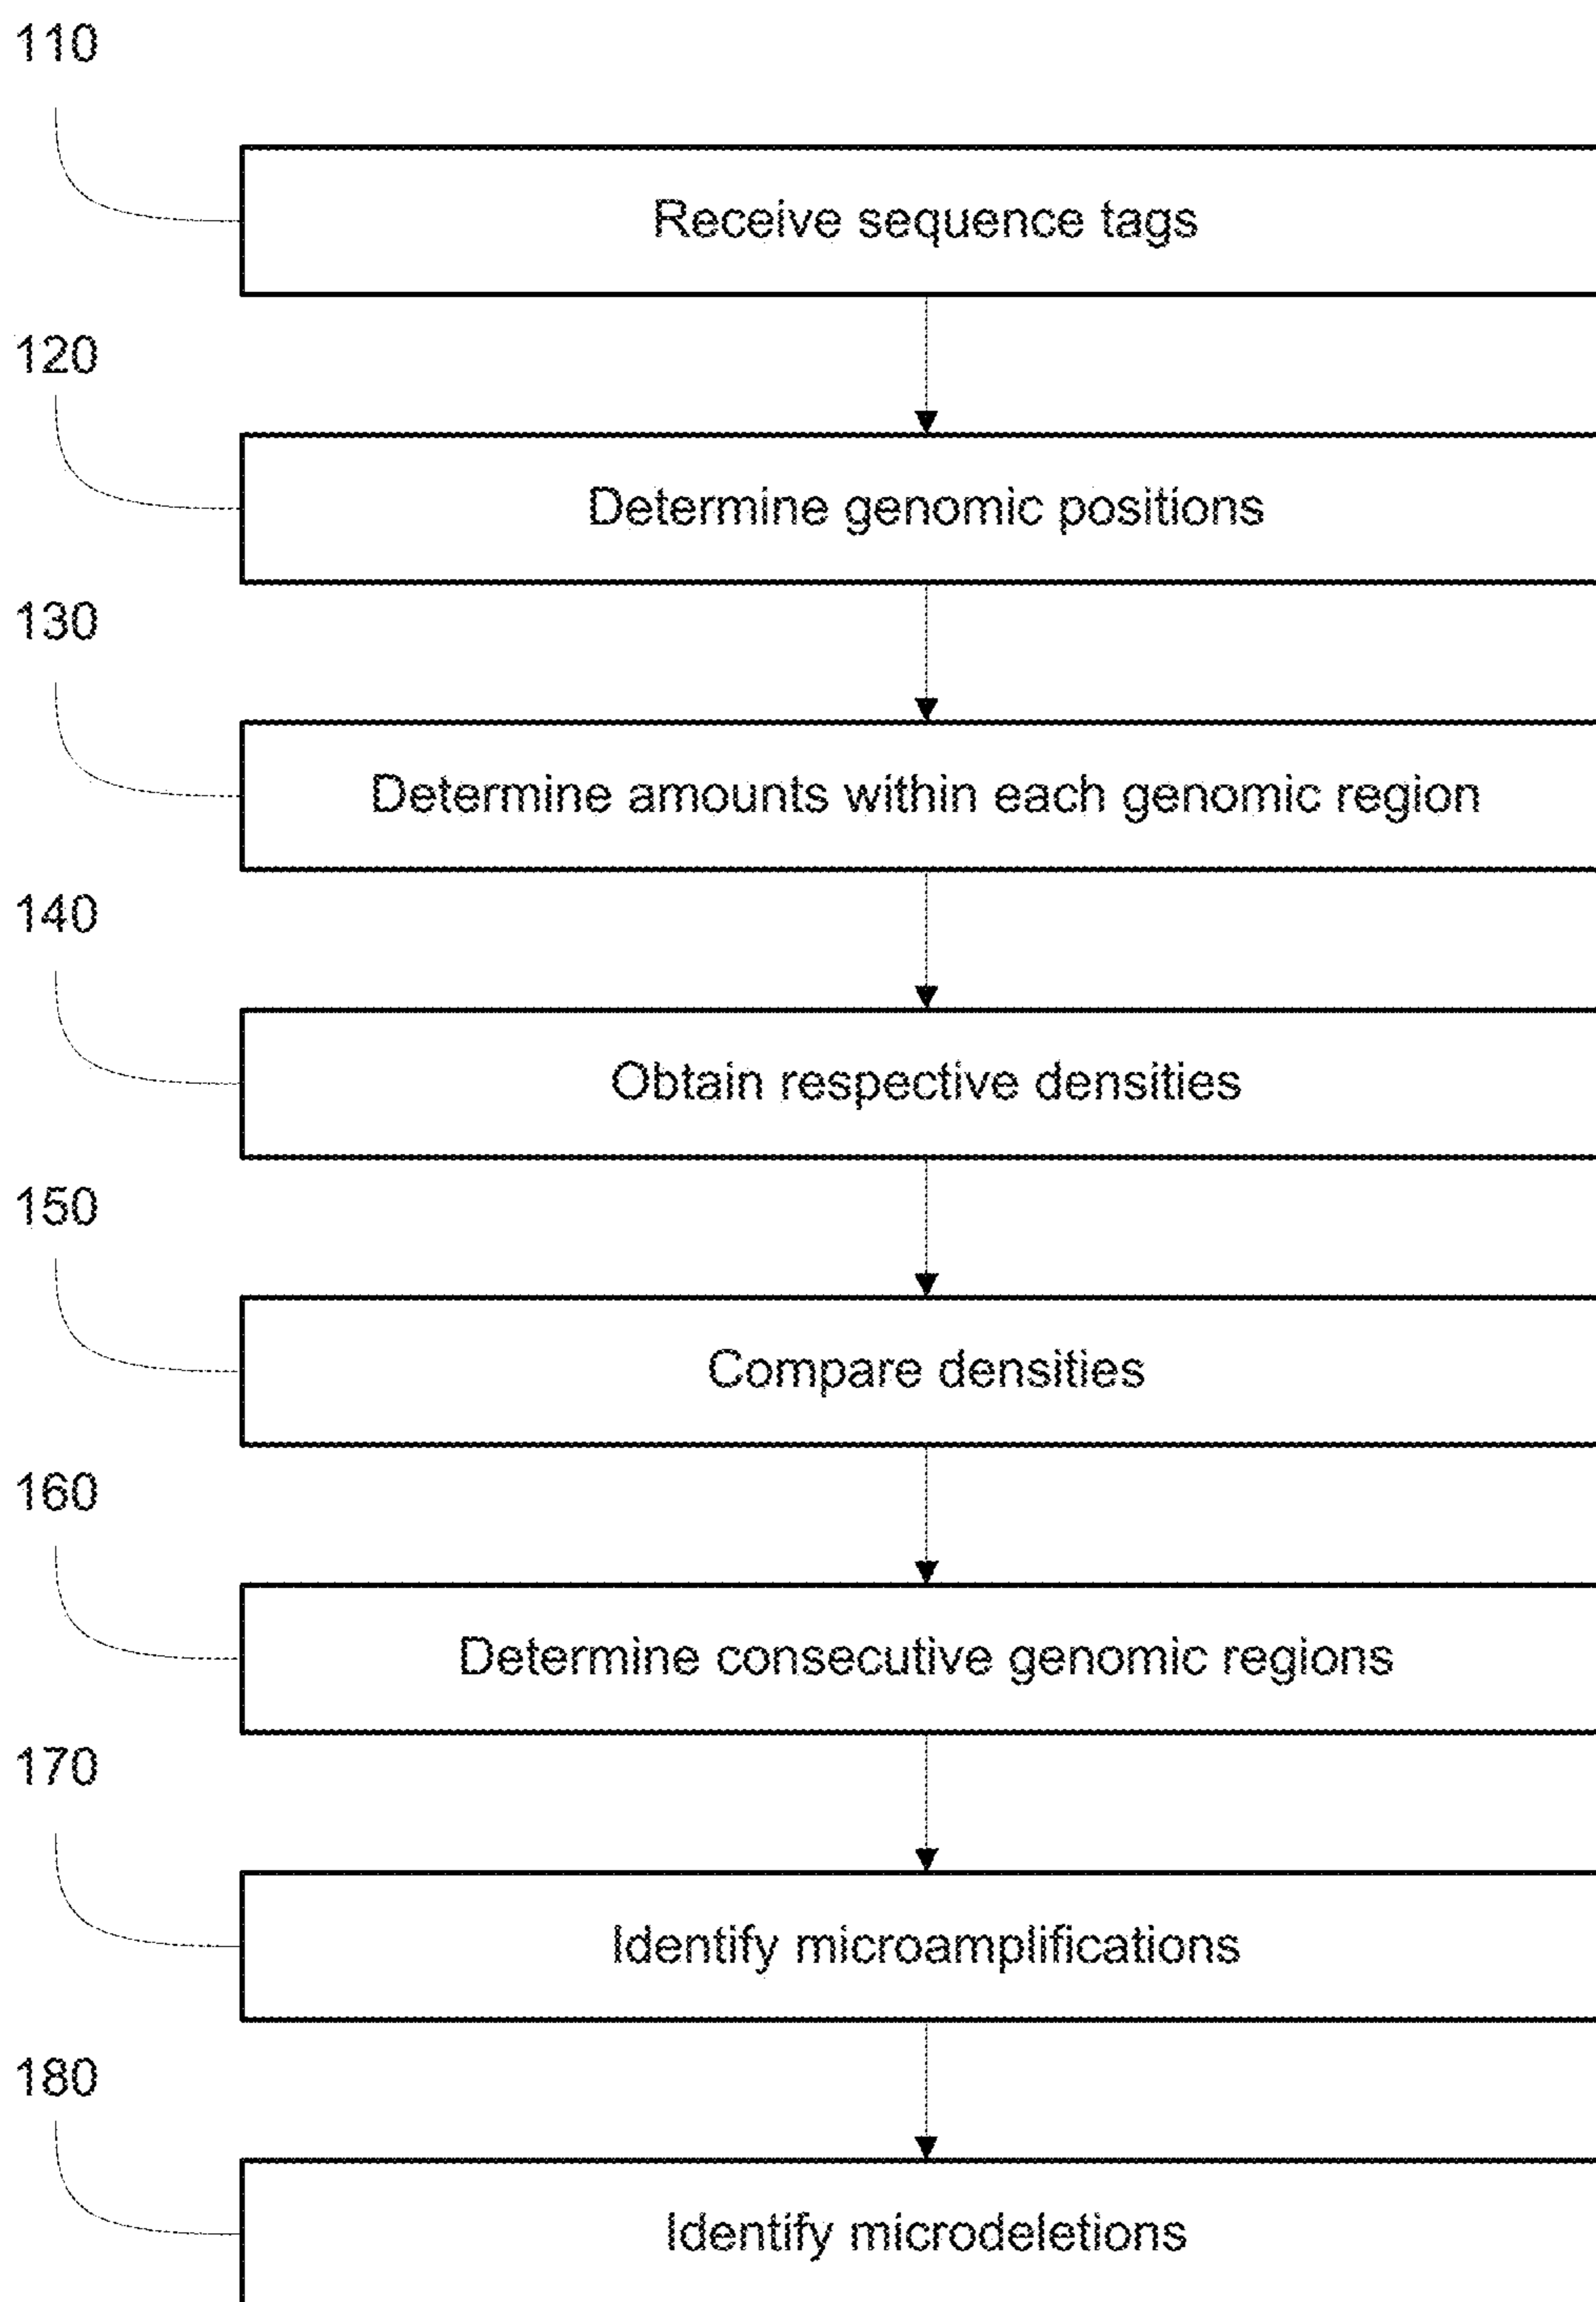 110
Receive sequence tags
120
Determine genomic positions
130
Determine amounts within each genomic region
140
Obtain respective densities
150
Compare densities
160
Determine consecutive genomic regions
170
Identify microamplifications
180
Identify microdeletions